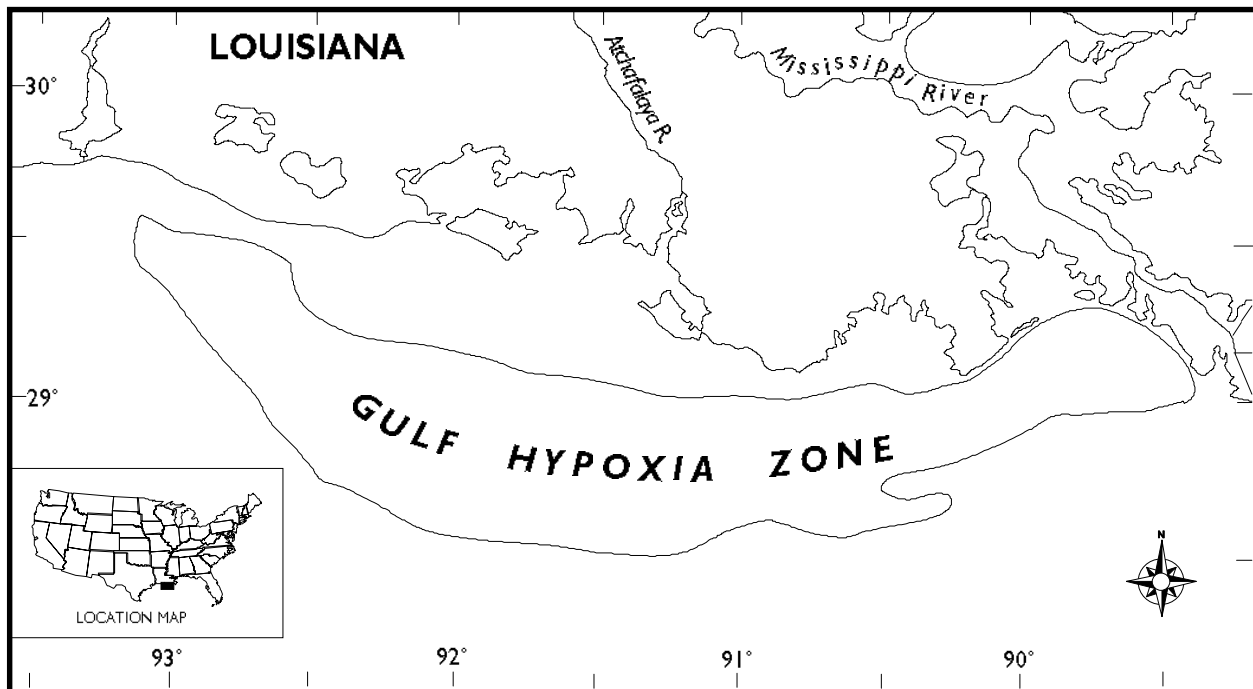 LOUISIANA
Atchafalaya R.
Mississippi River
30°
29°
GULF HYPOXIA ZONE
LOCATION MAP
N
93°
92°
91°
90°